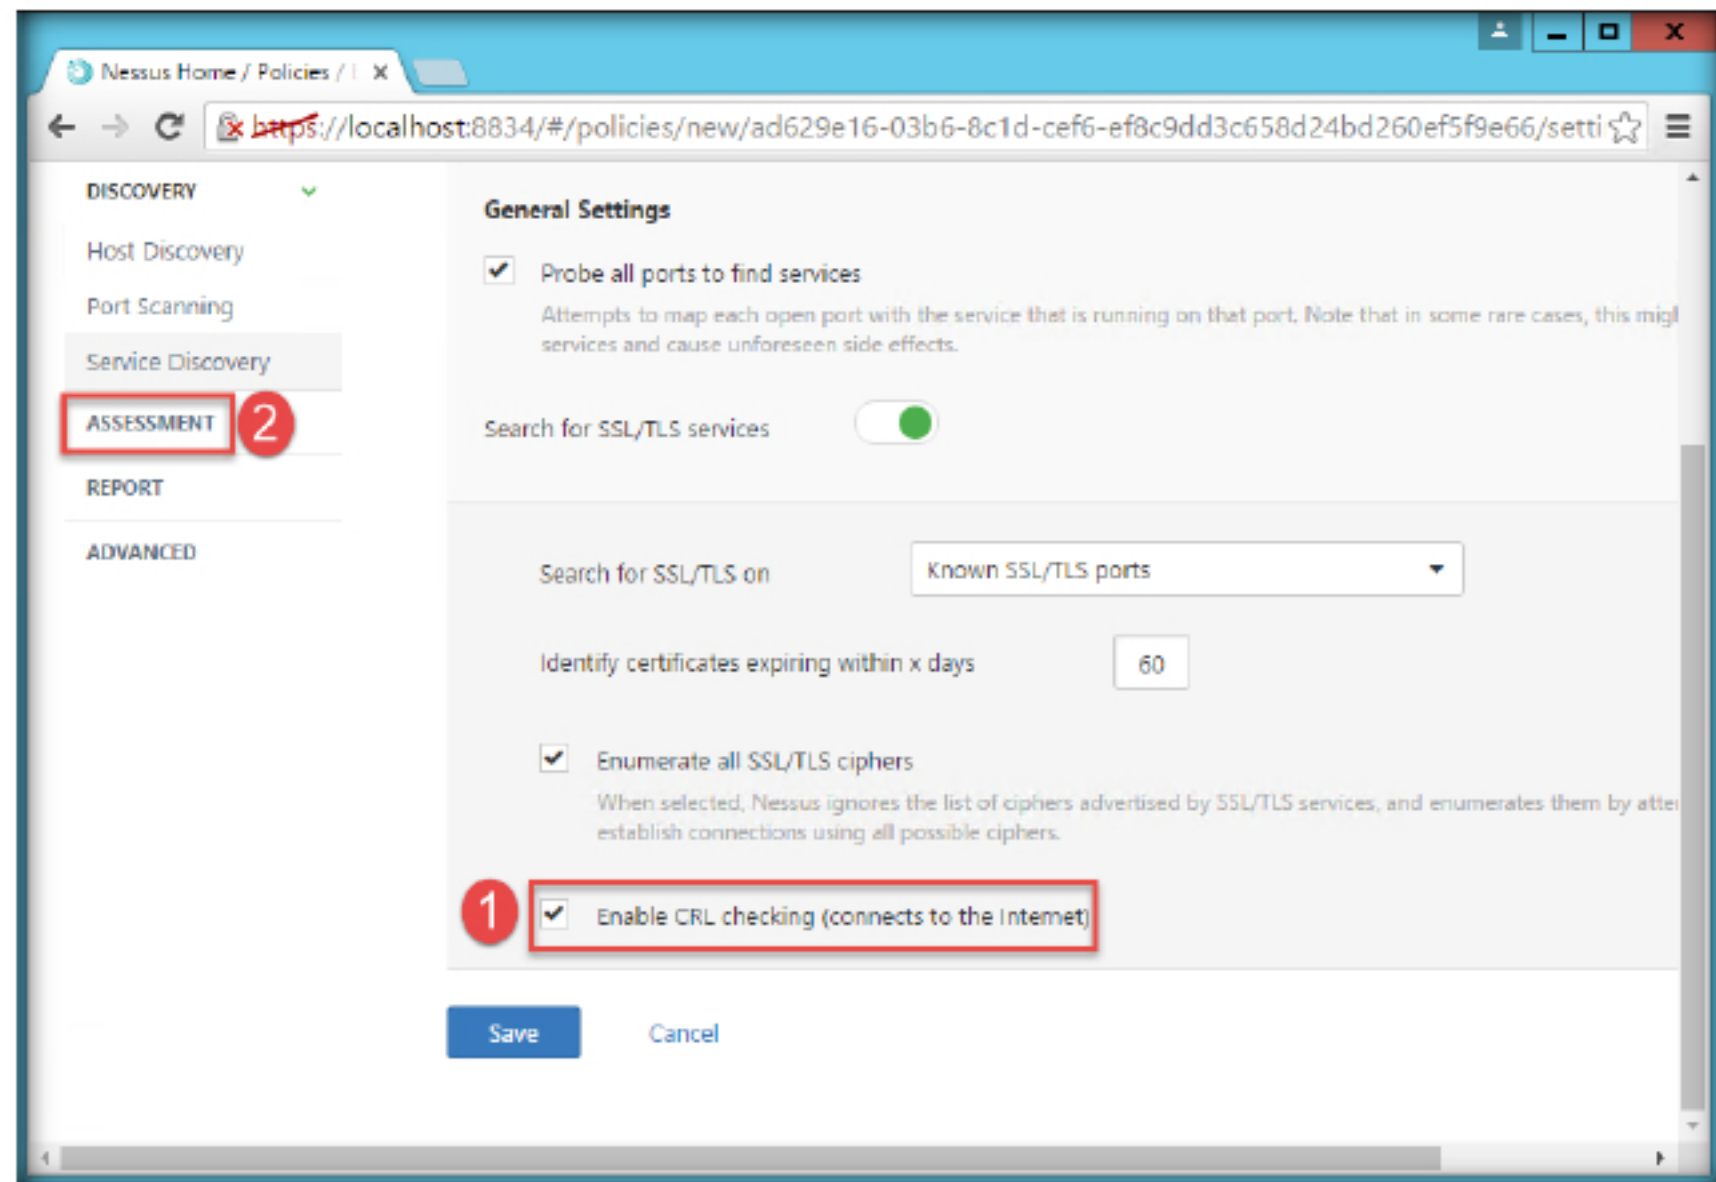 Nessus Home / Policies /
https://localhost:8834/#/policies/new/ad629e16-03b6-8c1d-cef6-ef8c9dd3c658d24bd260ef5f9e66/setti
DISCOVERY
Host Discovery
Port Scanning
Service Discovery
ASSESSMENT
2
REPORT
ADVANCED
General Settings
Probe all ports to find services
Attempts to map each open port with the service that is running on that port. Note that in some rare cases, this migl
services and cause unforeseen side effects.
Search for SSL/TLS services
Search for SSL/TLS on
Known SSL/TLS ports
Identify certificates expiring within x days
60
Enumerate all SSL/TLS ciphers
When selected, Nessus ignores the list of ciphers advertised by SSL/TLS services, and enumerates them by atte
establish connections using all possible ciphers.
1
Enable CRL checking (connects to the Internet)
Save
Cancel